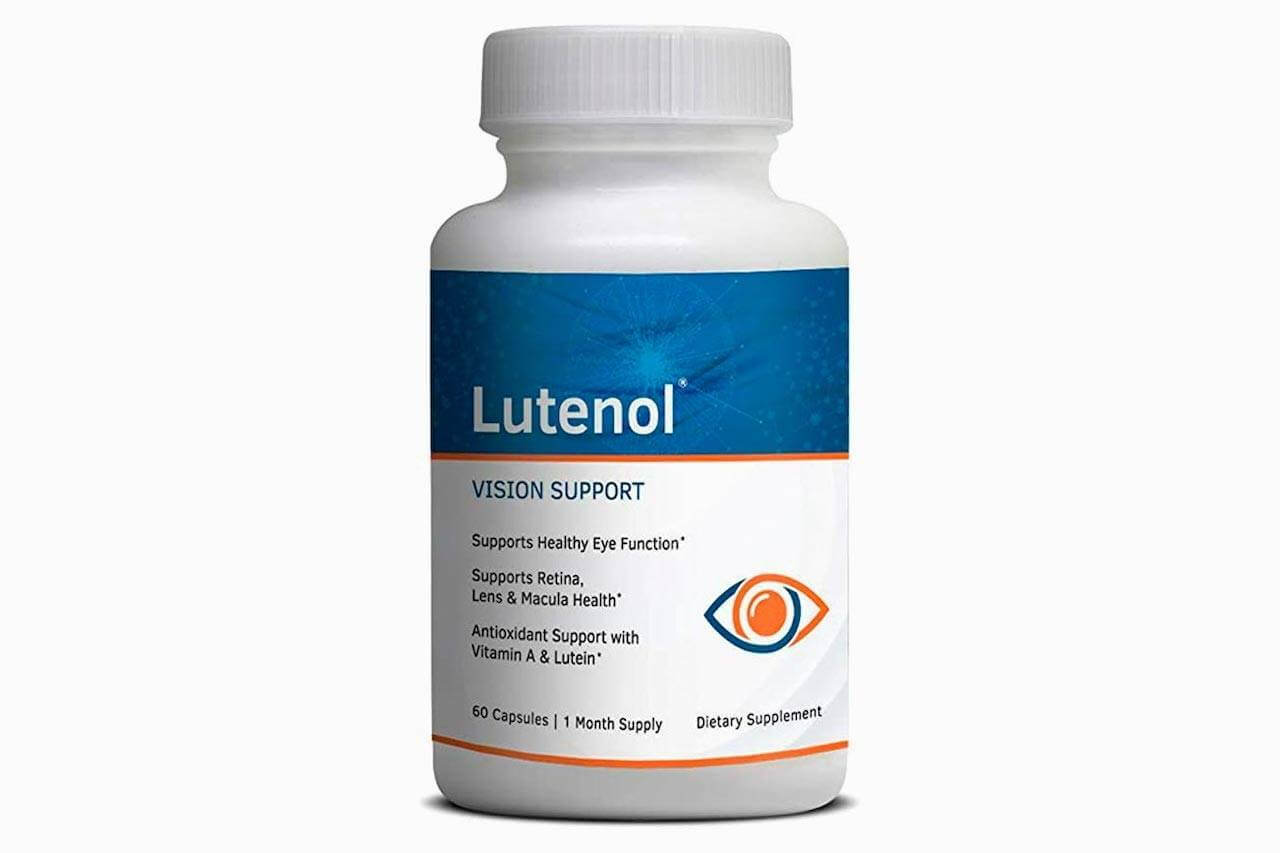 Lutenol®
VISION SUPPORT
Supports Healthy Eye Function*
Supports Retina,
Lens & Macula Health*
Antioxidant Support with
Vitamin A & Lutein*
60 Capsules | 1 Month Supply
Dietary Supplement